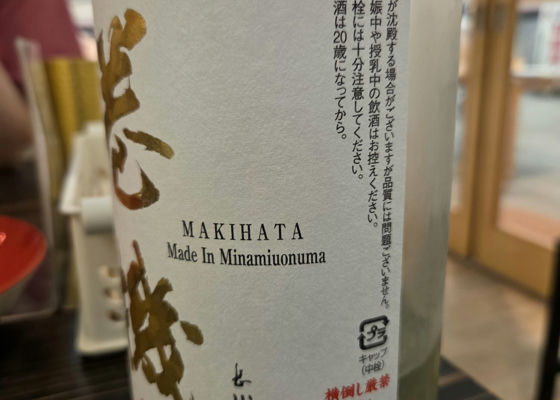 が沈殿する場合がございますが品質には問題ございません。
娠中や授乳中の飲酒はお控えください。
栓には十分注意してください。
酒は20歳になってから。
MAKIHATA
Made In Minamiuonuma
プラ
キャップ
(中栓)
横倒し厳禁